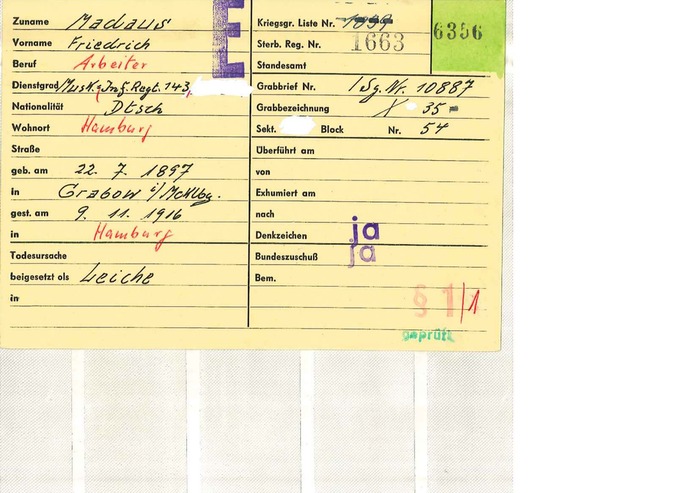 Zuname Madaus
Vorname Friedrich
Beruf Arbeiter
Dienstgrad Musk. Inf. Regt. 143,
Nationalität Dtsch
Wohnort Hamburg
Straße
geb. am 22. 7. 1897
in Grabow i/Mcklbg.
gest. am 9. 11. 1916
in Hamburg
Todesursache
beigesetzt als Leiche
in
E
Kriegsgr. Liste Nr. 1099
Sterb. Reg. Nr. 1663
Standesamt
6356
Grabbrief Nr. 1 Sg. Nr. 10887
Grabbezeichnung X 35 =
Sekt. Block Nr. 54
Überführt am
von
Exhumiert am
nach
Denkzeichen ja
Bundeszuschuß ja
Bem.
§ 1/1
geprüft